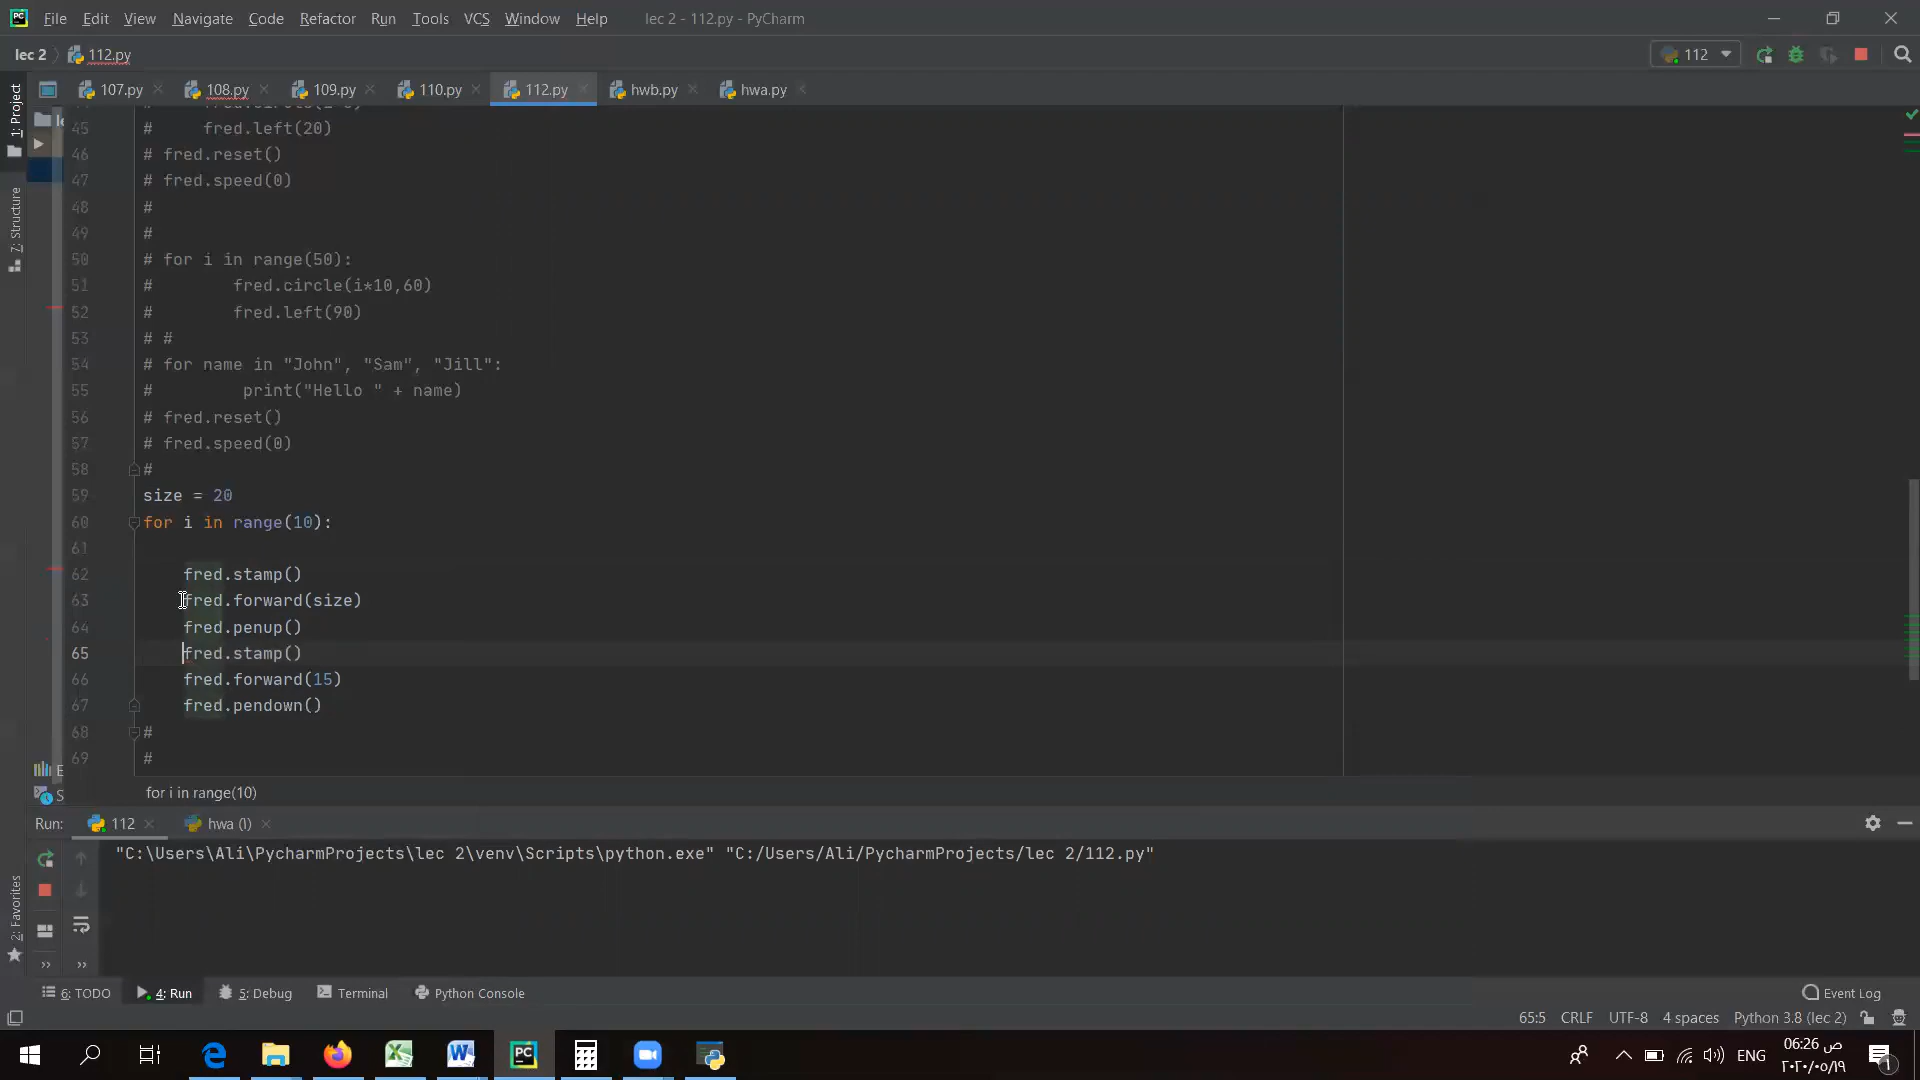 File Edit View Navigate Code Refactor Run Tools VCS Window Help lec 2 - 112.py - PyCharm
lec 2 112.py 112
107.py 108.py 109.py 110.py 112.py hwb.py hwa.py
1: Project
7: Structure
2: Favorites
45 # fred.left(20)
46 # fred.reset()
47 # fred.speed(0)
48 #
49 #
50 # for i in range(50):
51 # fred.circle(i*10,60)
52 # fred.left(90)
53 # #
54 # for name in "John", "Sam", "Jill":
55 # print("Hello " + name)
56 # fred.reset()
57 # fred.speed(0)
58 #
59 size = 20
60 for i in range(10):
61
62 fred.stamp()
63 fred.forward(size)
64 fred.penup()
65 fred.stamp()
66 fred.forward(15)
67 fred.pendown()
68 #
69 #
for i in range(10)
Run: 112 hwa (1)
"C:\Users\Ali\PycharmProjects\lec 2\venv\Scripts\python.exe" "C:/Users/Ali/PycharmProjects/lec 2/112.py"
6: TODO 4: Run 5: Debug Terminal Python Console Event Log
65:5 CRLF UTF-8 4 spaces Python 3.8 (lec 2)
ENG
06:26 ص
٢٠٢٠/٠٥/١٩